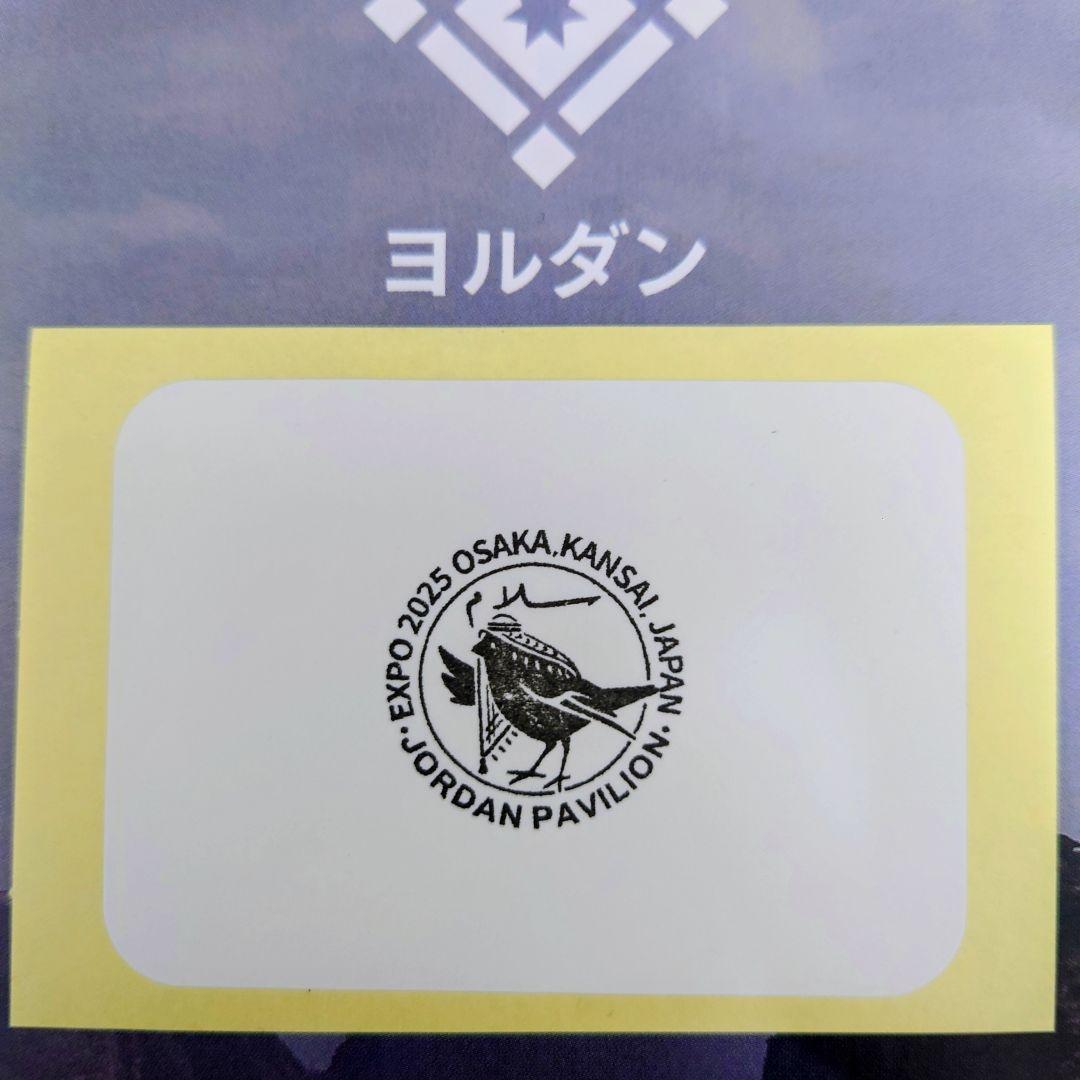 ヨルダン
•EXPO 2025 OSAKA,KANSAI, JAPAN•
سلام
JORDAN PAVILION